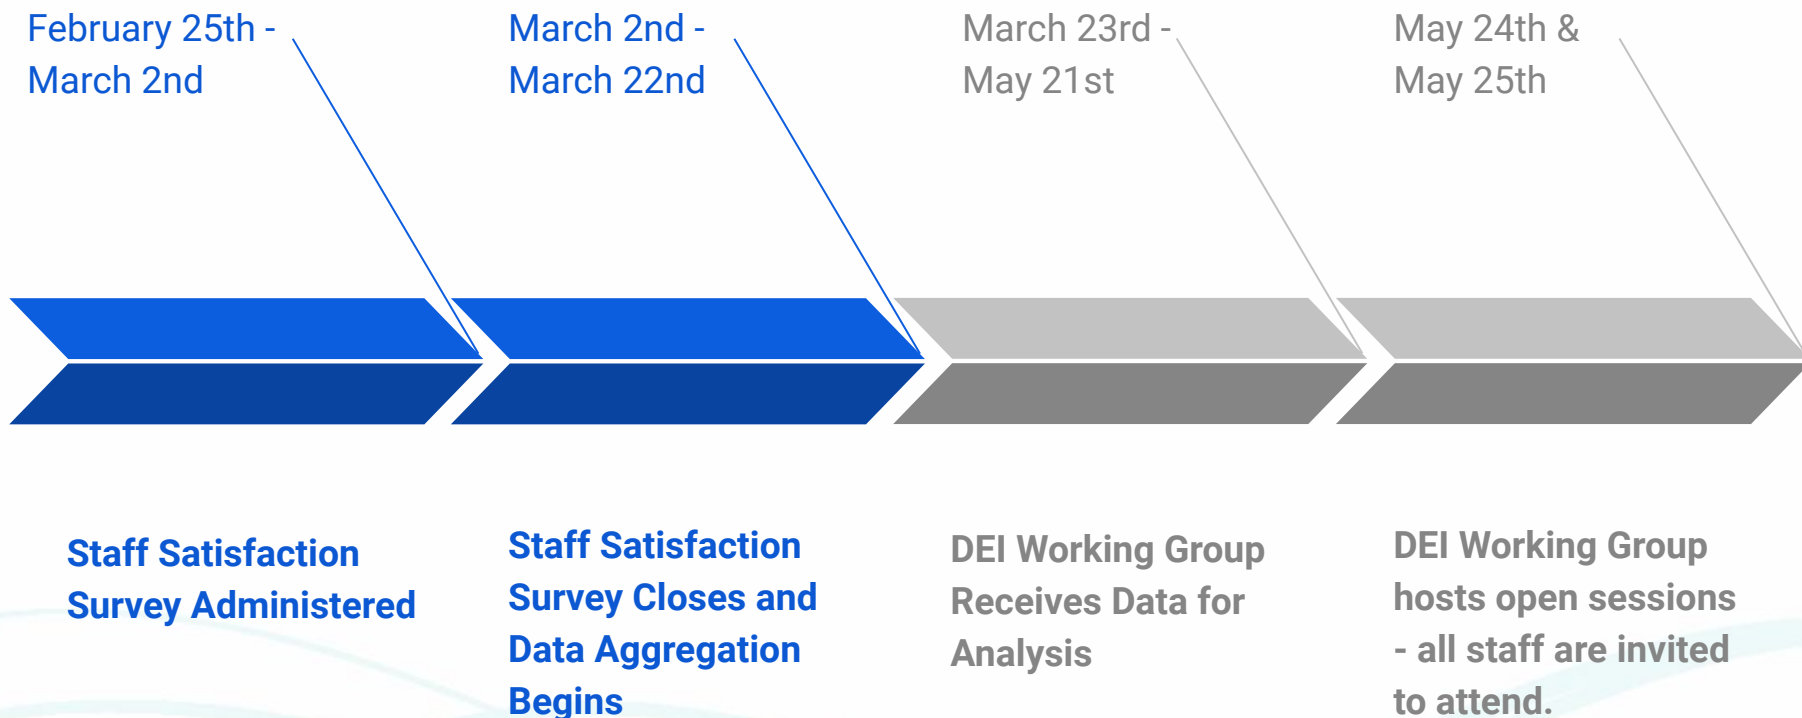 February 25th -
March 2nd
March 2nd -
March 22nd
March 23rd -
May 21st
May 24th &
May 25th
Staff Satisfaction
Survey Administered
Staff Satisfaction
Survey Closes and
Data Aggregation
Begins
DEI Working Group
Receives Data for
Analysis
DEI Working Group
hosts open sessions
- all staff are invited
to attend.